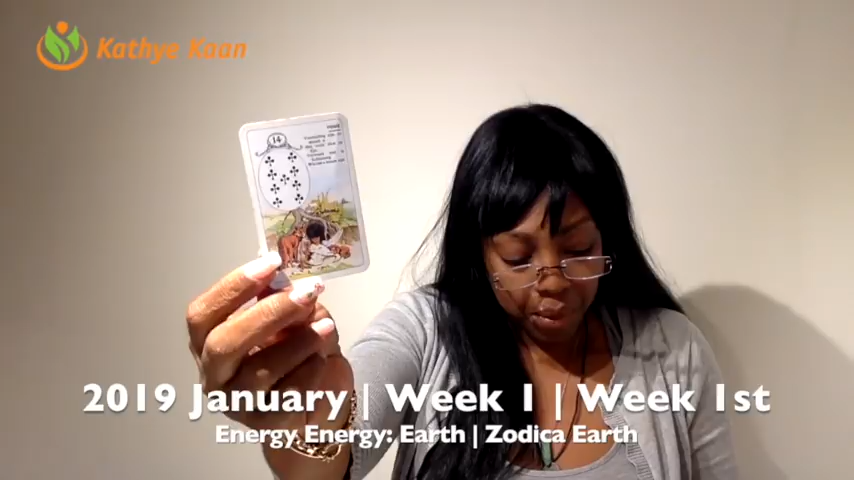 Kathye Kaan
14
2019 January | Week 1 | Week 1st
Energy Energy: Earth | Zodica Earth